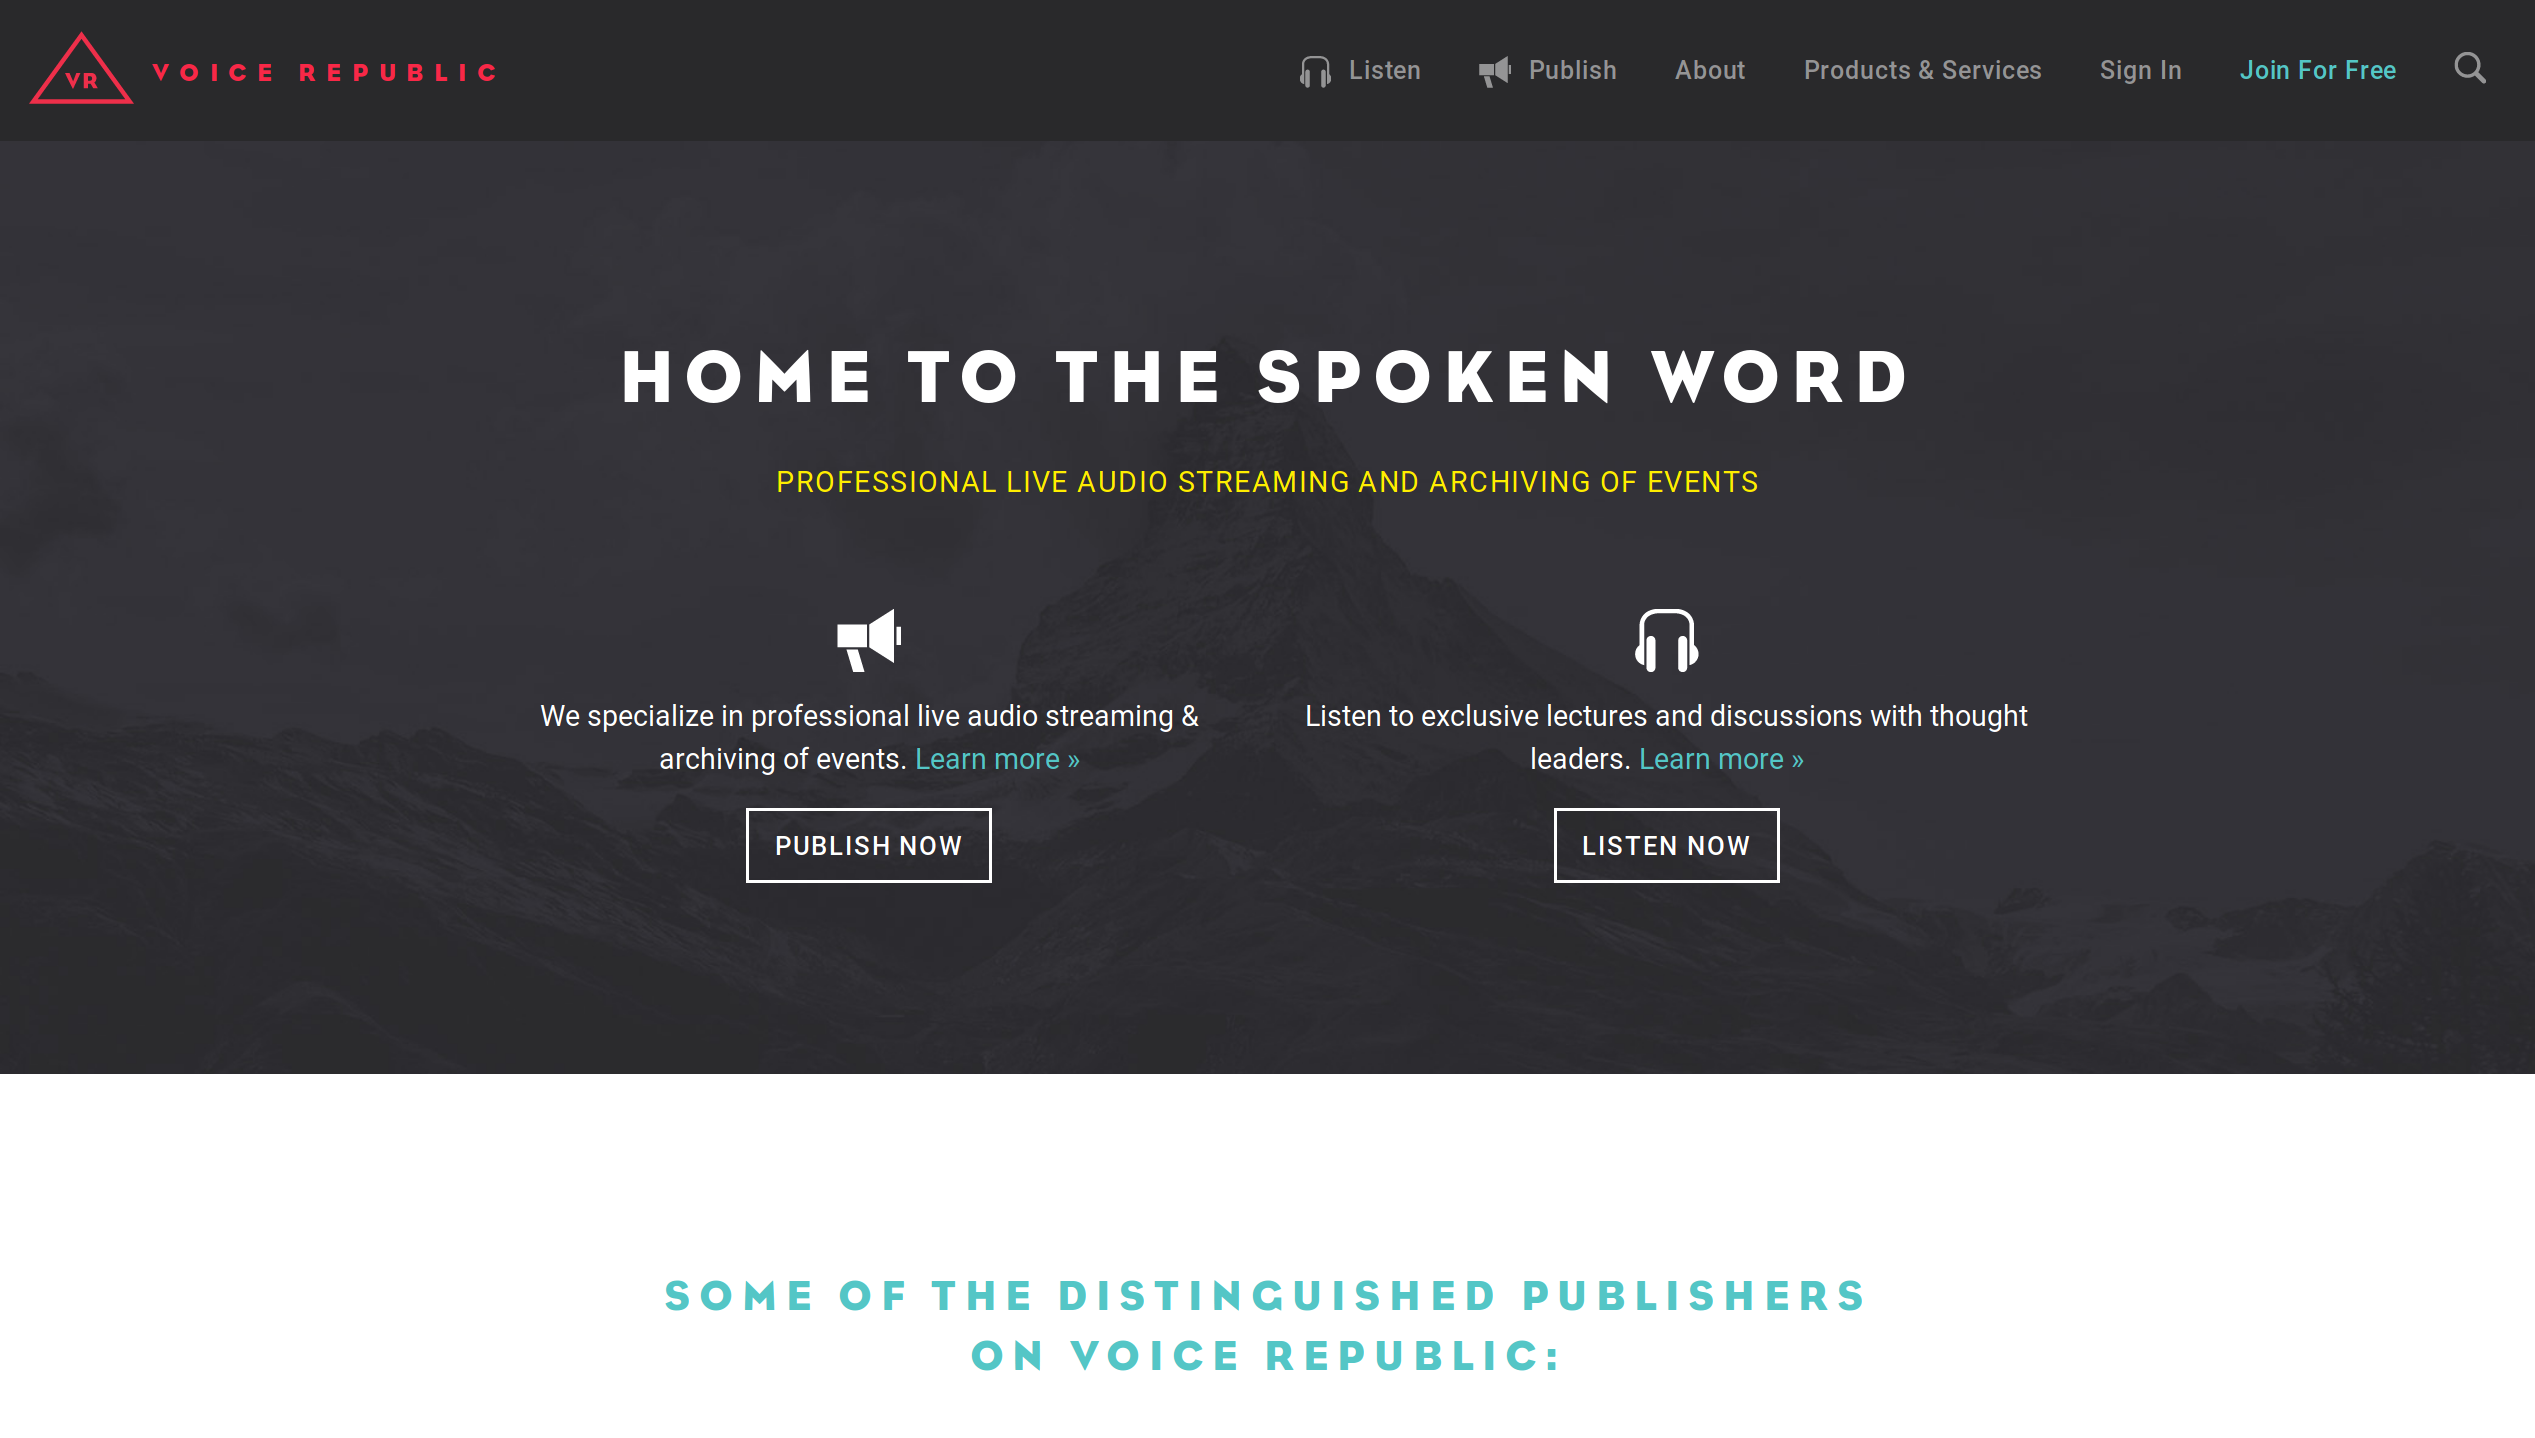 VR
VOICE REPUBLIC
Listen
Publish
About
Products & Services
Sign In
Join For Free
HOME TO THE SPOKEN WORD
PROFESSIONAL LIVE AUDIO STREAMING AND ARCHIVING OF EVENTS
We specialize in professional live audio streaming &
archiving of events. Learn more »
PUBLISH NOW
Listen to exclusive lectures and discussions with thought
leaders. Learn more »
LISTEN NOW
SOME OF THE DISTINGUISHED PUBLISHERS
ON VOICE REPUBLIC: